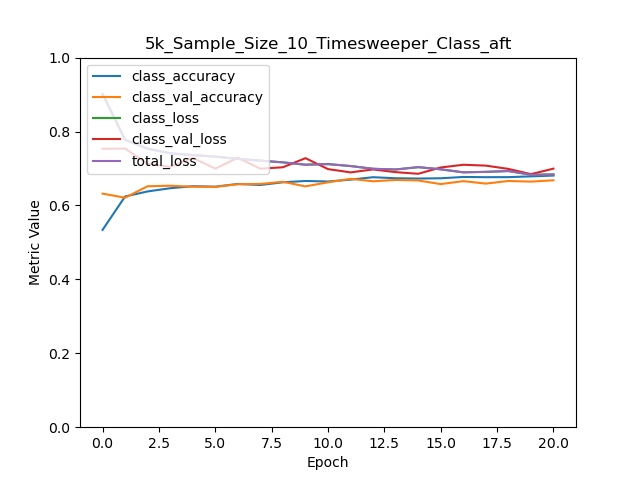 5k_Sample_Size_10_Timesweeper_Class_aft
1.0
0.8
0.6
0.4
0.2
0.0
Metric Value
class_accuracy
class_val_accuracy
class_loss
class_val_loss
total_loss
0.0 2.5 5.0 7.5 10.0 12.5 15.0 17.5 20.0
Epoch